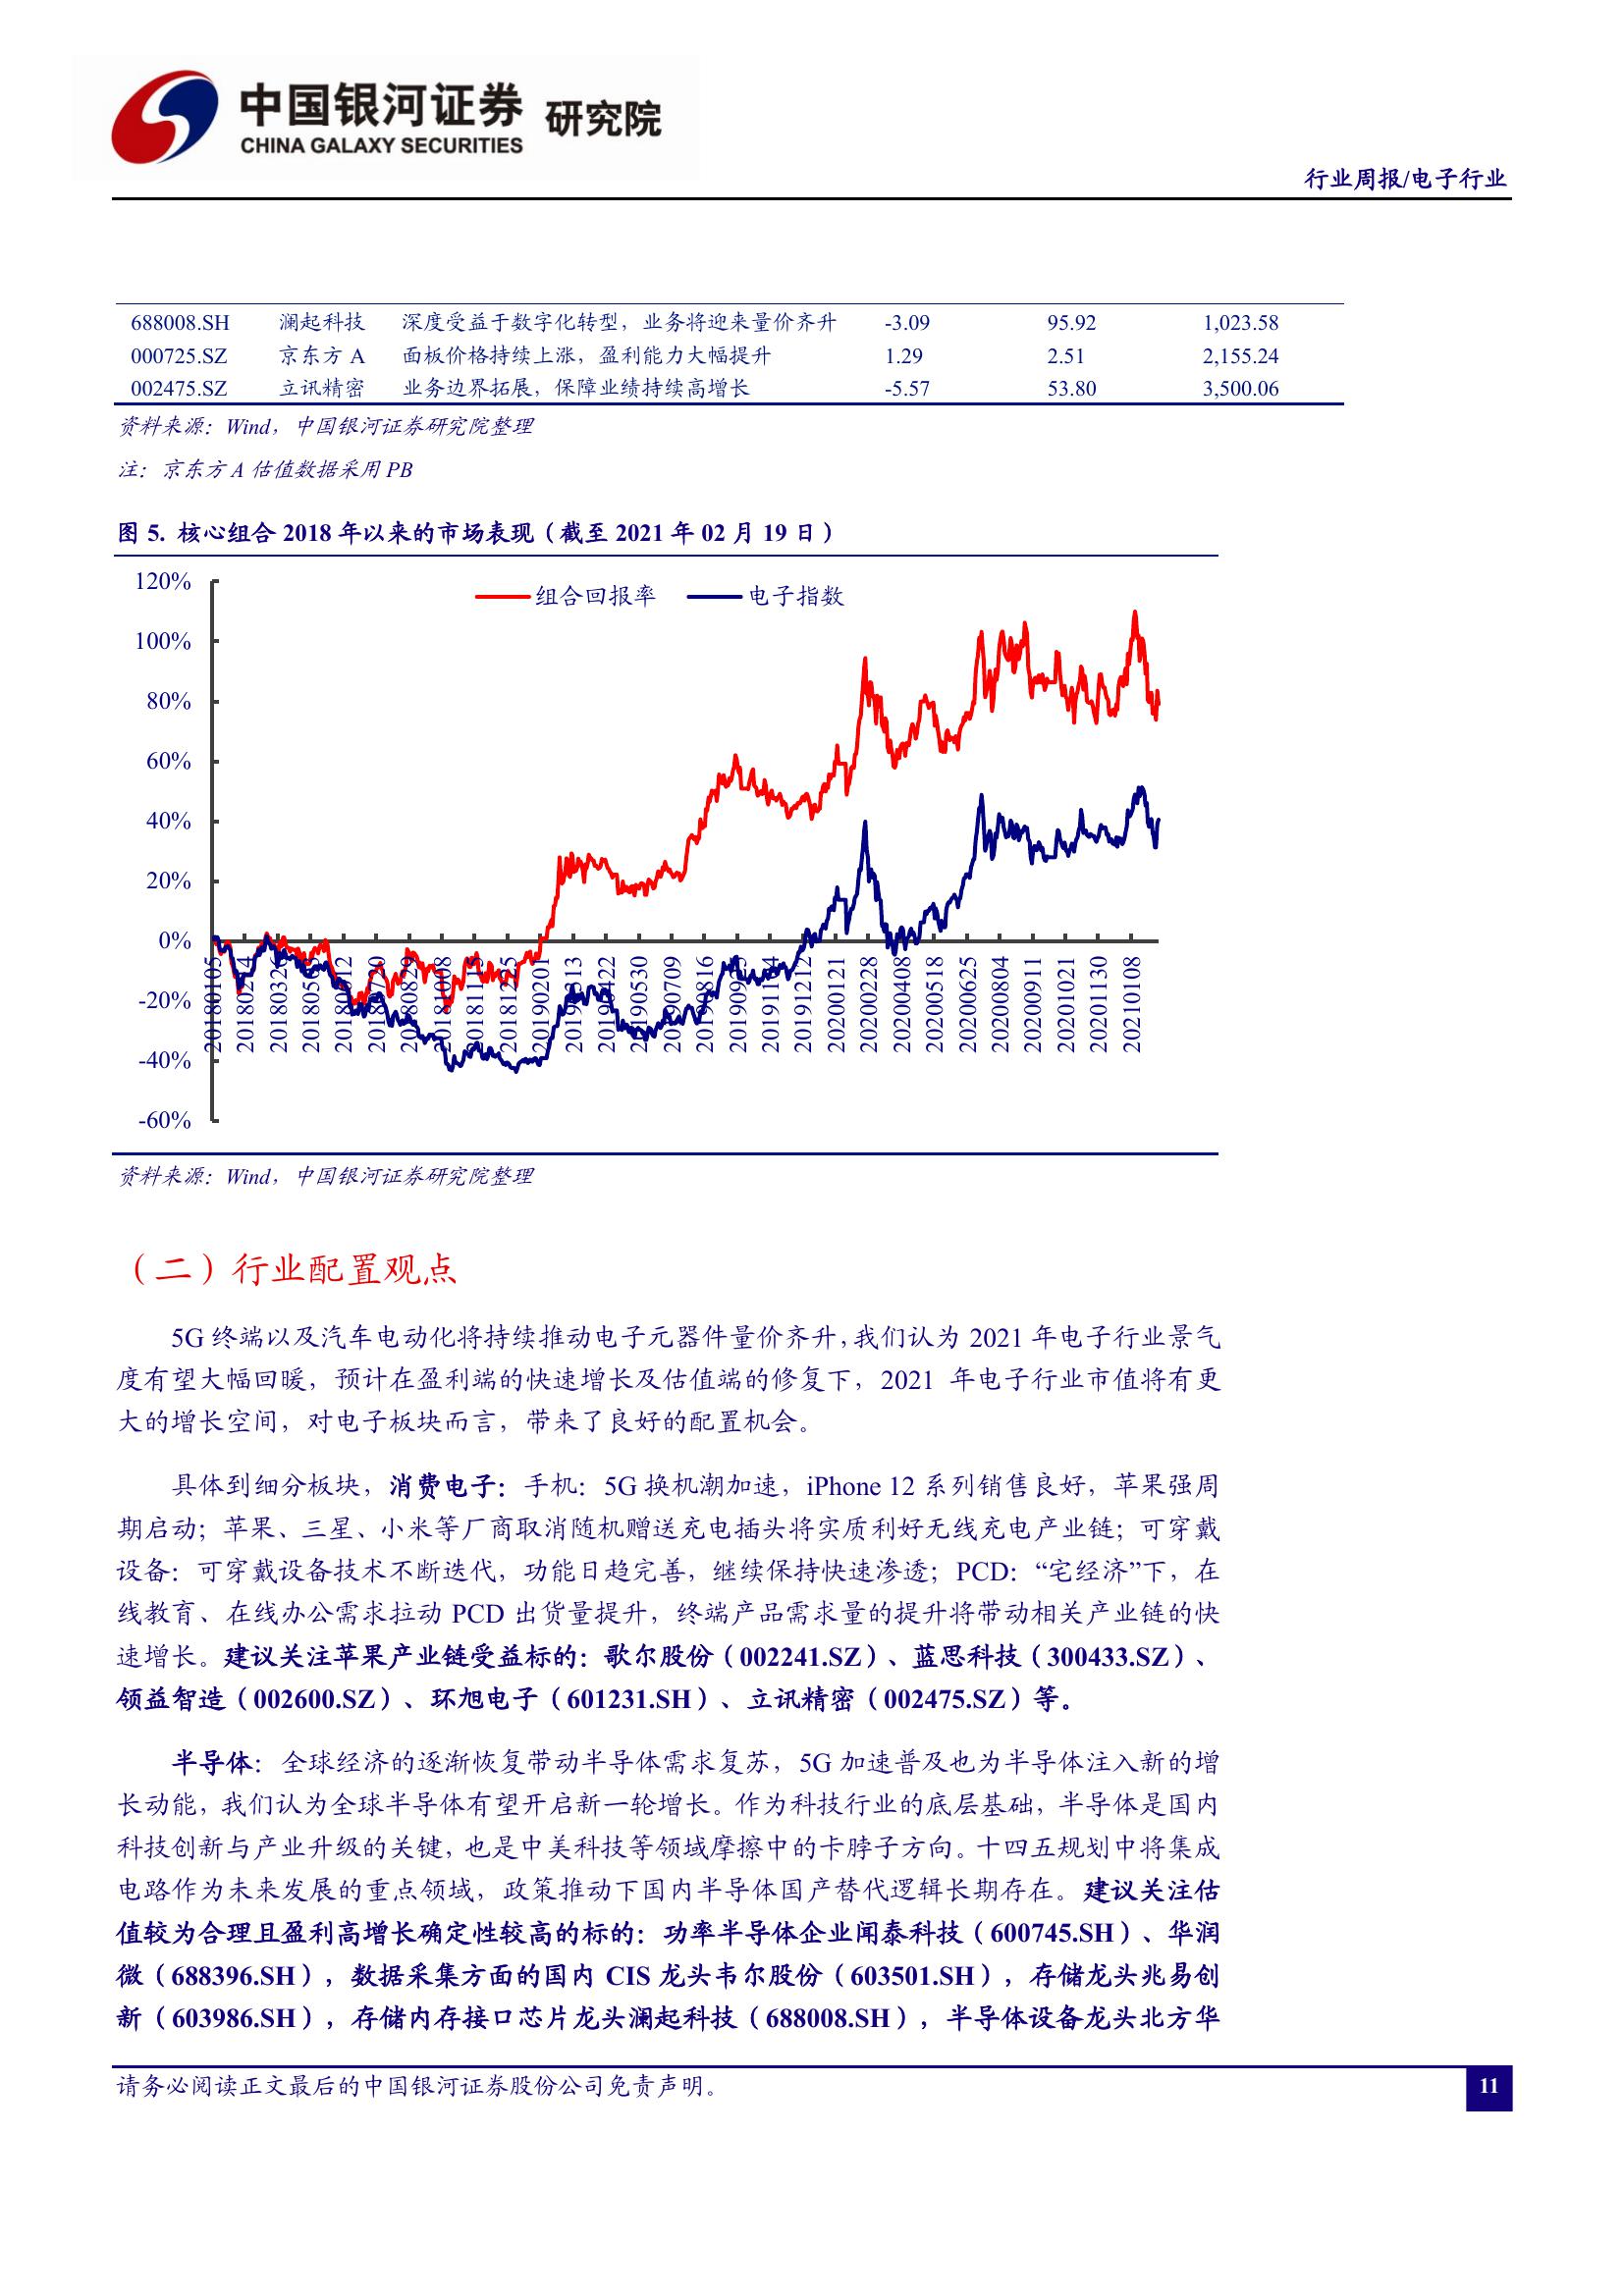 中国银河证券 研究院
CHINA GALAXY SECURITIES
行业周报/电子行业
688008.SH 澜起科技 深度受益于数字化转型，业务将迎来量价齐升 -3.09 95.92 1,023.58
000725.SZ 京东方 A 面板价格持续上涨，盈利能力大幅提升 1.29 2.51 2,155.24
002475.SZ 立讯精密 业务边界拓展，保障业绩持续高增长 -5.57 53.80 3,500.06
资料来源：Wind，中国银河证券研究院整理
注：京东方 A 估值数据采用 PB
图 5. 核心组合 2018 年以来的市场表现（截至 2021 年 02 月 19 日）
组合回报率 电子指数
120%
100%
80%
60%
40%
20%
0%
-20%
-40%
-60%
20180105 20180214 20180326 20180612 20180720 20180829 20181008 20181115 20181225 20190201 20190313 20190422 20190530 20190709 20190816 20190925 20191104 20191212 20200121 20200228 20200408 20200518 20200625 20200804 20200911 20201021 20201130 20210108
资料来源：Wind，中国银河证券研究院整理
（二）行业配置观点
5G 终端以及汽车电动化将持续推动电子元器件量价齐升，我们认为 2021 年电子行业景气
度有望大幅回暖，预计在盈利端的快速增长及估值端的修复下，2021 年电子行业市值将有更
大的增长空间，对电子板块而言，带来了良好的配置机会。
具体到细分板块，消费电子：手机：5G 换机潮加速，iPhone 12 系列销售良好，苹果强周
期启动；苹果、三星、小米等厂商取消随机赠送充电插头将实质利好无线充电产业链；可穿戴
设备：可穿戴设备技术不断迭代，功能日趋完善，继续保持快速渗透；PCD：“宅经济”下，在
线教育、在线办公需求拉动 PCD 出货量提升，终端产品需求量的提升将带动相关产业链的快
速增长。建议关注苹果产业链受益标的：歌尔股份（002241.SZ）、蓝思科技（300433.SZ）、
领益智造（002600.SZ）、环旭电子（601231.SH）、立讯精密（002475.SZ）等。
半导体：全球经济的逐渐恢复带动半导体需求复苏，5G 加速普及也为半导体注入新的增
长动能，我们认为全球半导体有望开启新一轮增长。作为科技行业的底层基础，半导体是国内
科技创新与产业升级的关键，也是中美科技等领域摩擦中的卡脖子方向。十四五规划中将集成
电路作为未来发展的重点领域，政策推动下国内半导体国产替代逻辑长期存在。建议关注估
值较为合理且盈利高增长确定性较高的标的：功率半导体企业闻泰科技（600745.SH）、华润
微（688396.SH），数据采集方面的国内 CIS 龙头韦尔股份（603501.SH），存储龙头兆易创
新（603986.SH），存储内存接口芯片龙头澜起科技（688008.SH），半导体设备龙头北方华
请务必阅读正文最后的中国银河证券股份公司免责声明。
11